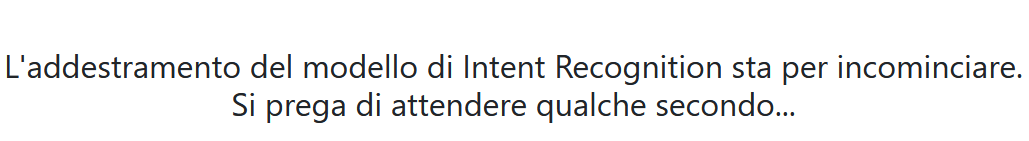 L'addestramento del modello di Intent Recognition sta per incominciare.
Si prega di attendere qualche secondo...